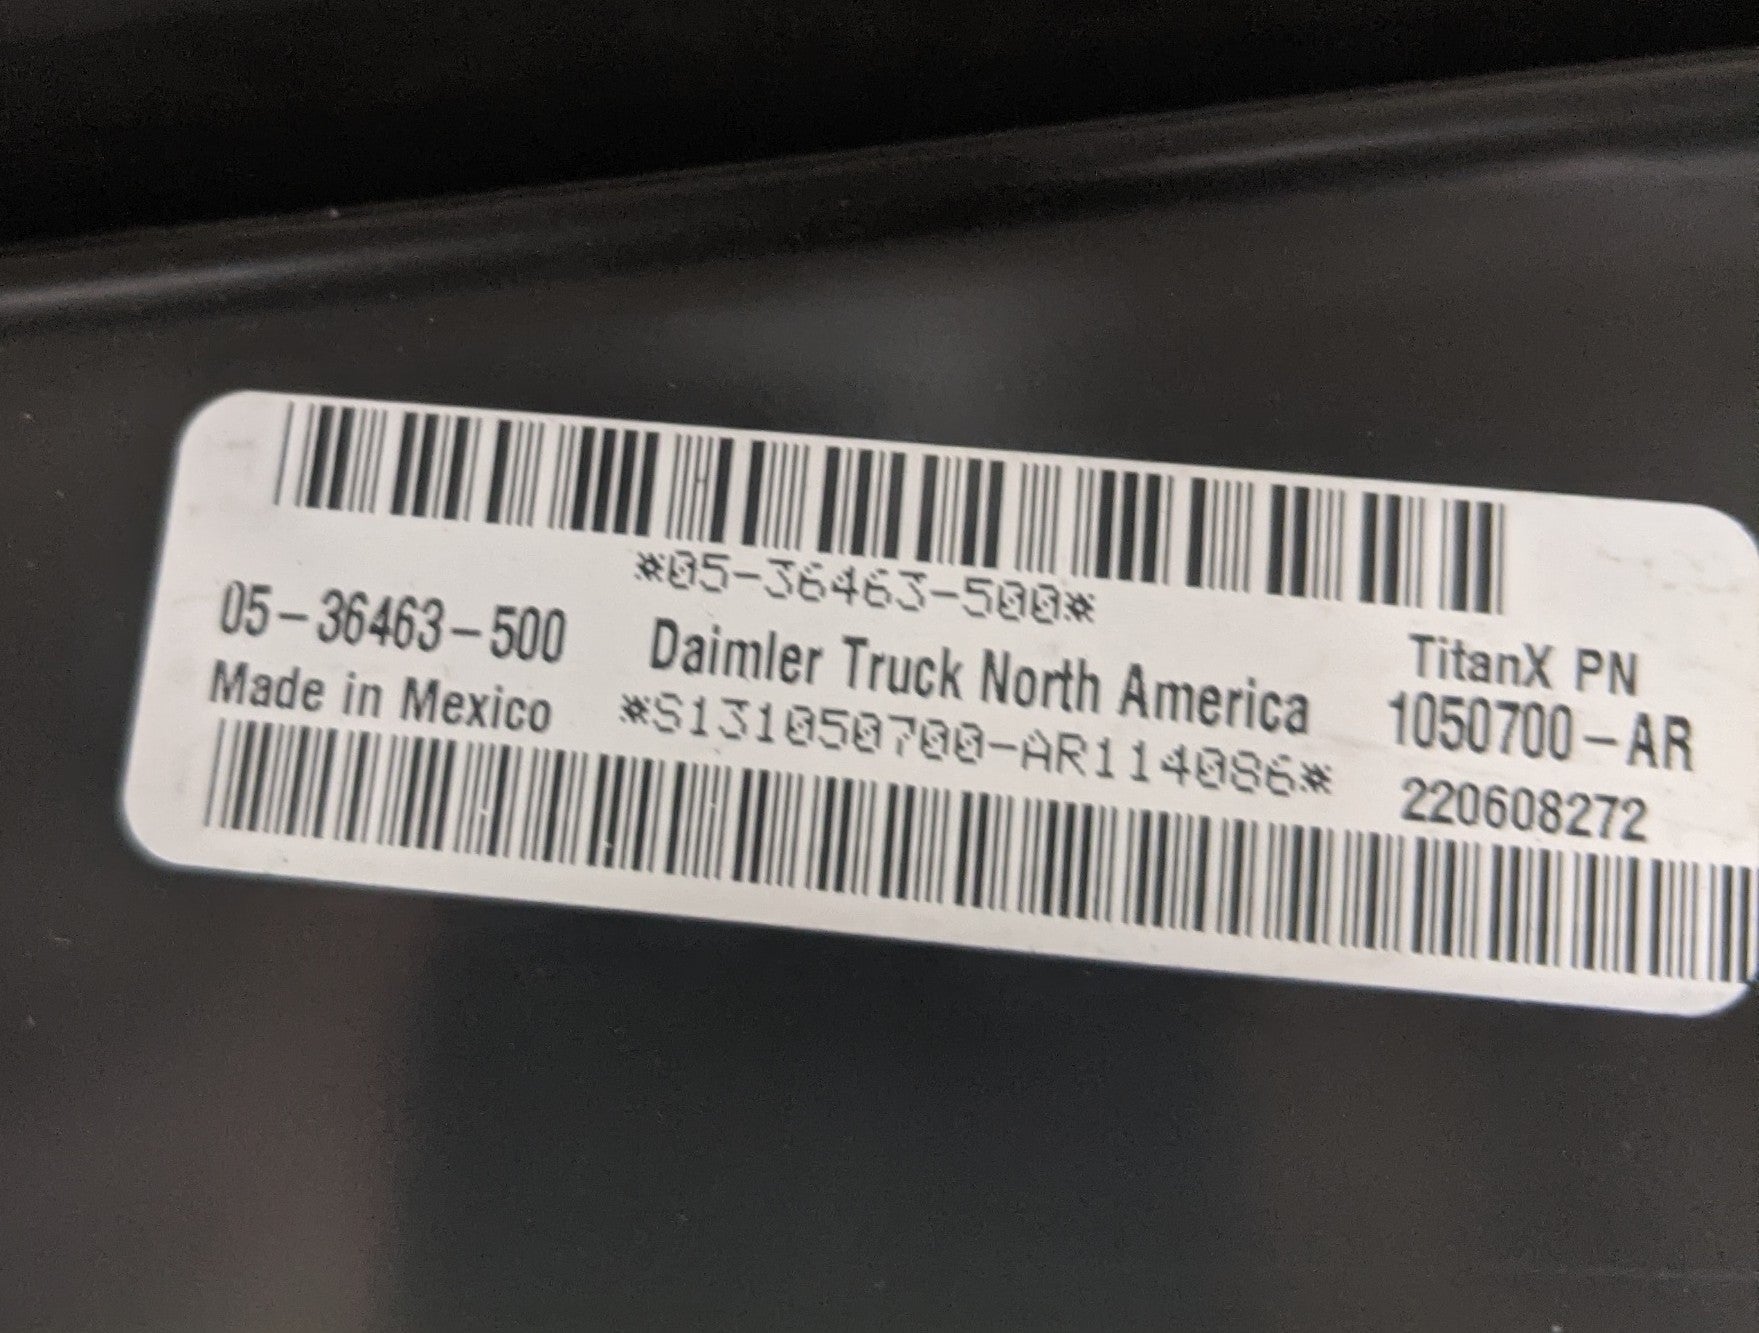 *05-36463-500*
05-36463-500
Made in Mexico
Daimler Truck North America
*S131050700-AR114086*
TitanX PN
1050700-AR
220608272